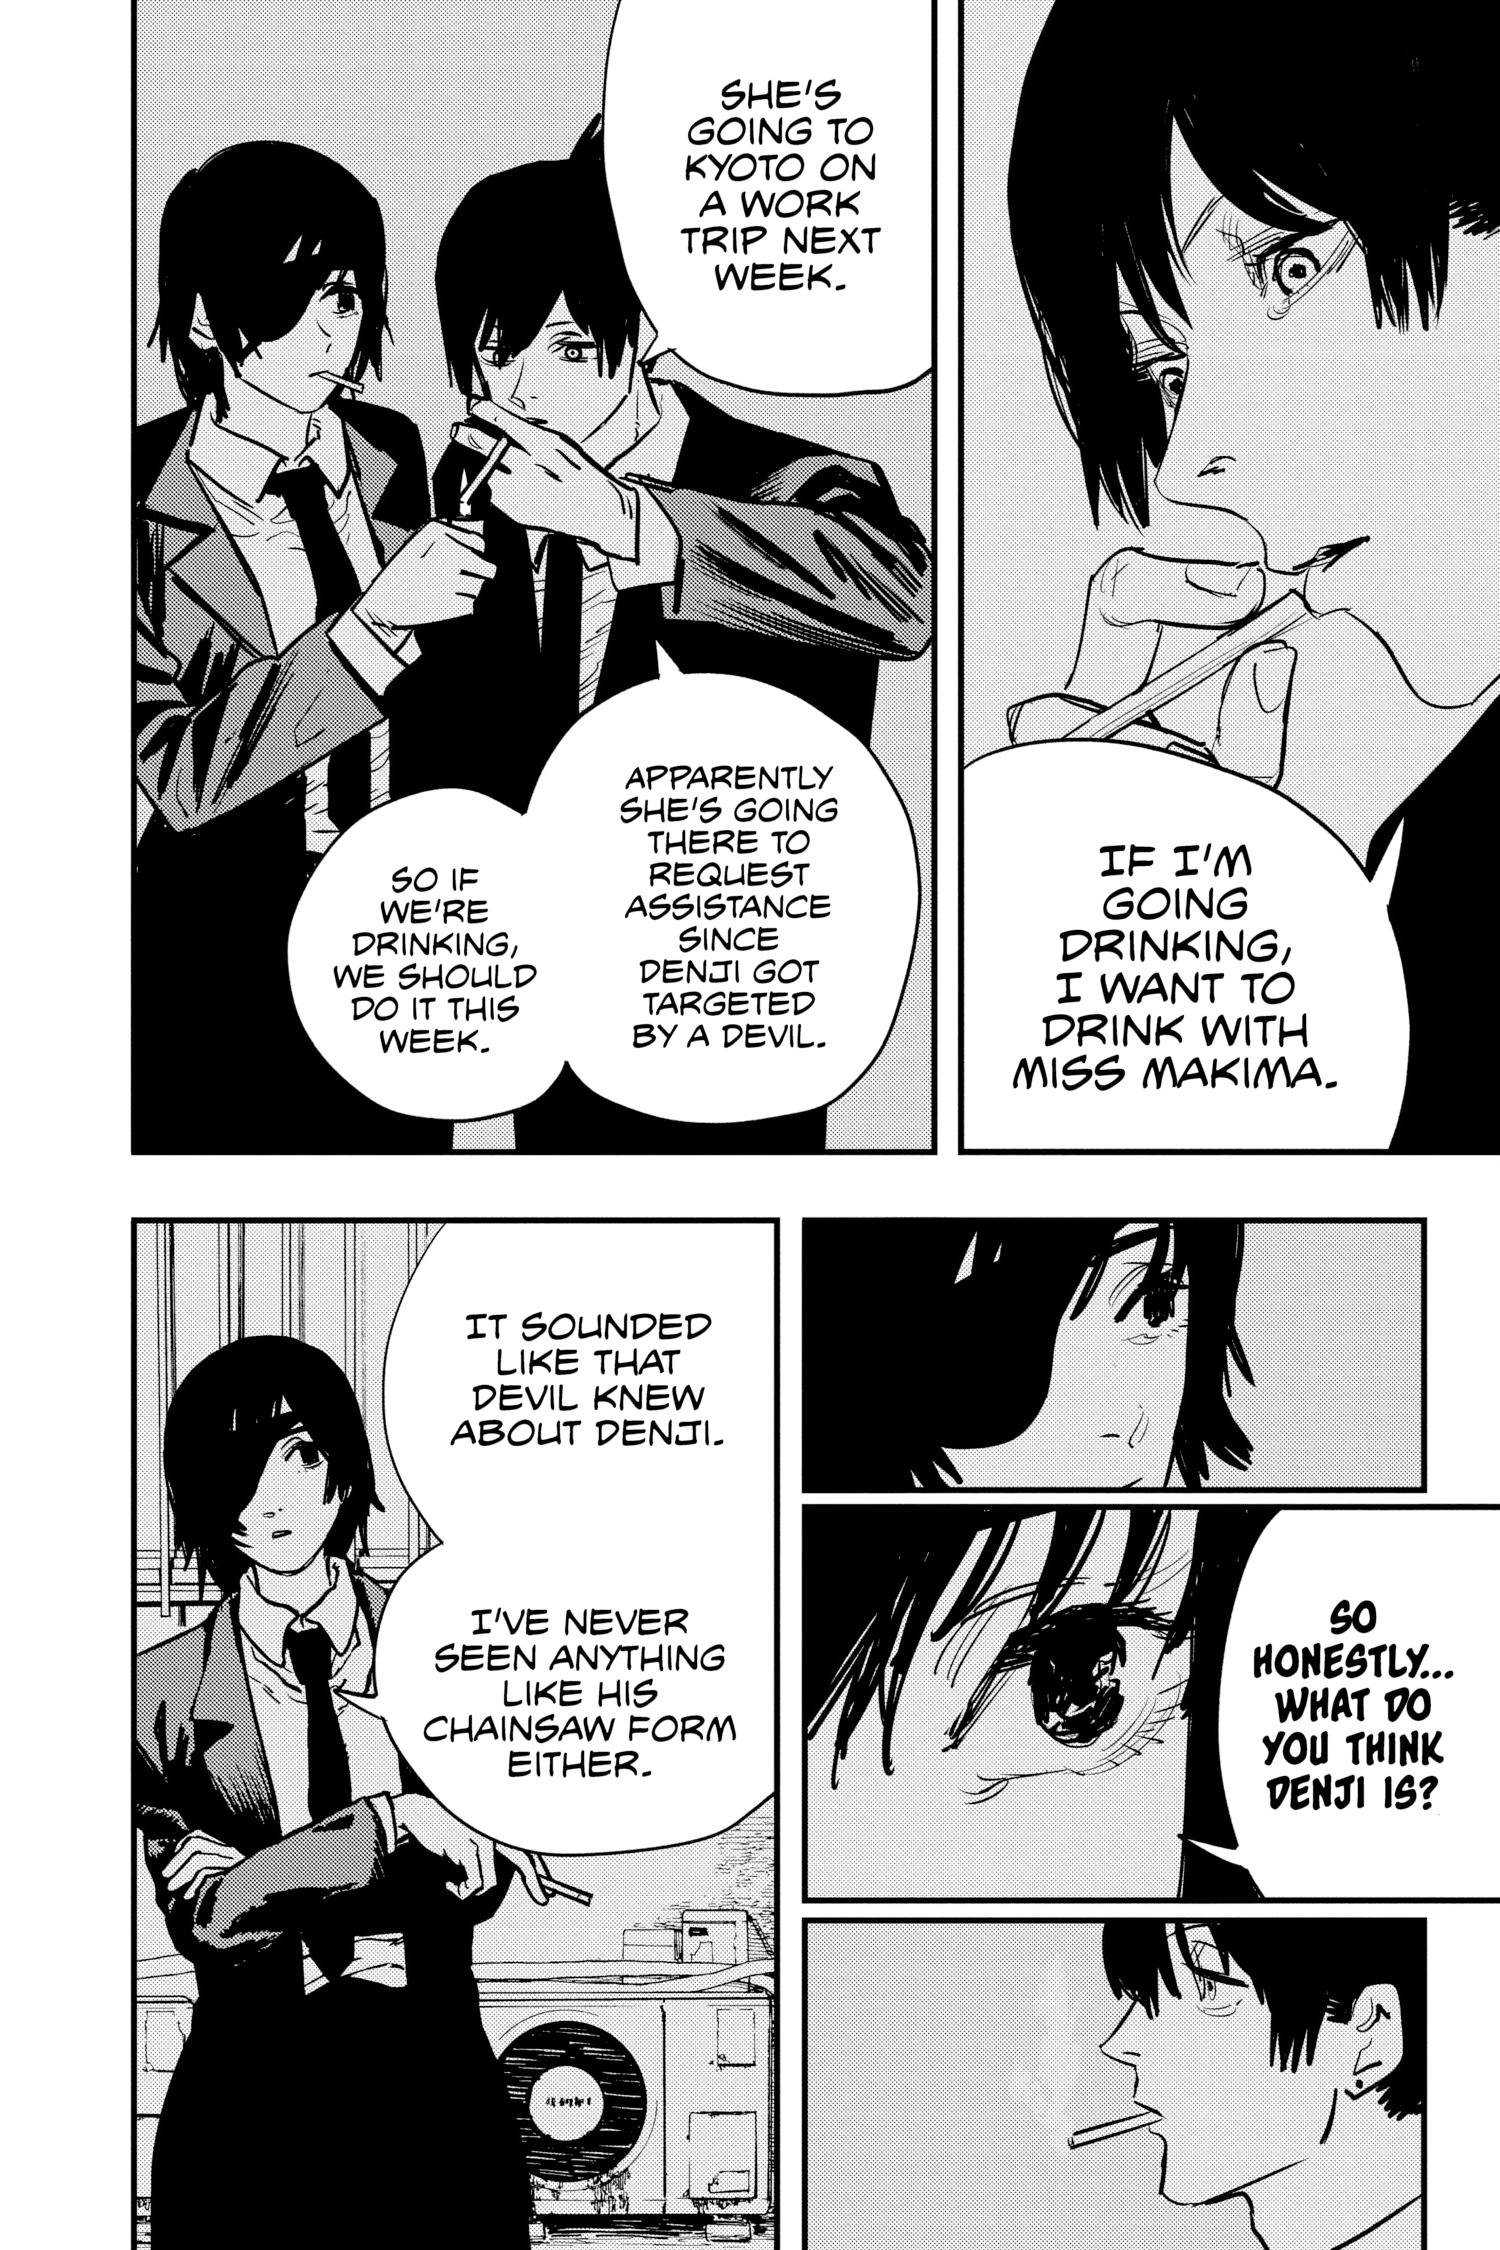 IF I'M
GOING
DRINKING,
I WANT TO
DRINK WITH
MISS MAKIMA.
SHE'S
GOING TO
KYOTO ON
A WORK
TRIP NEXT
WEEK.
APPARENTLY
SHE'S GOING
THERE TO
REQUEST
ASSISTANCE
SINCE
DENJI GOT
TARGETED
BY A DEVIL.
SO IF
WE'RE
DRINKING,
WE SHOULD
DO IT THIS
WEEK.
SO
HONESTLY...
WHAT DO
YOU THINK
DENJI IS?
IT SOUNDED
LIKE THAT
DEVIL KNEW
ABOUT DENJI.
I'VE NEVER
SEEN ANYTHING
LIKE HIS
CHAINSAW FORM
EITHER.